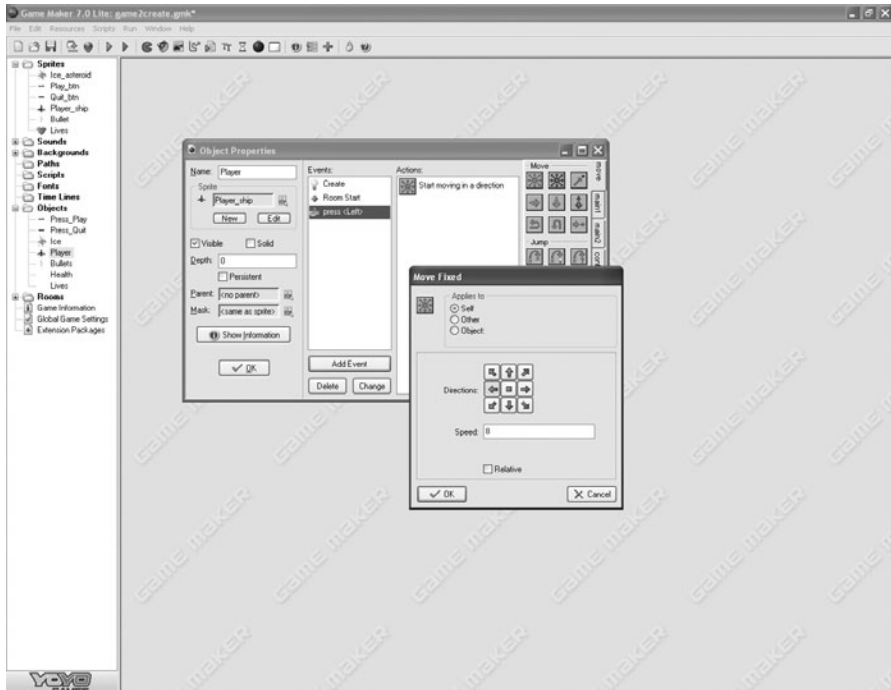 Game Maker 7.0 Lite: game2create.gmk*
File Edit Resources Scripts Run Window Help
Sprites
Ice_asteroid
Play_btn
Quit_btn
Player_ship
Bullet
Lives
Sounds
Backgrounds
Paths
Scripts
Fonts
Time Lines
Objects
Press_Play
Press_Quit
Ice
Player
Bullets
Health
Lives
Rooms
Game Information
Global Game Settings
Extension Packages
Object Properties
Name: Player
Sprite
Player_ship
New Edit
Visible Solid
Depth: 0
Persistent
Parent: <no parent>
Mask: <same as sprite>
Show Information
OK
Events:
Create
Room Start
press <Left>
Add Event
Delete Change
Actions:
Start moving in a direction
Move
Jump
move
main1
main2
Move Fixed
Applies to
Self
Other
Object:
Directions:
Speed: 8
Relative
OK Cancel
GAME MAKER
YOYO